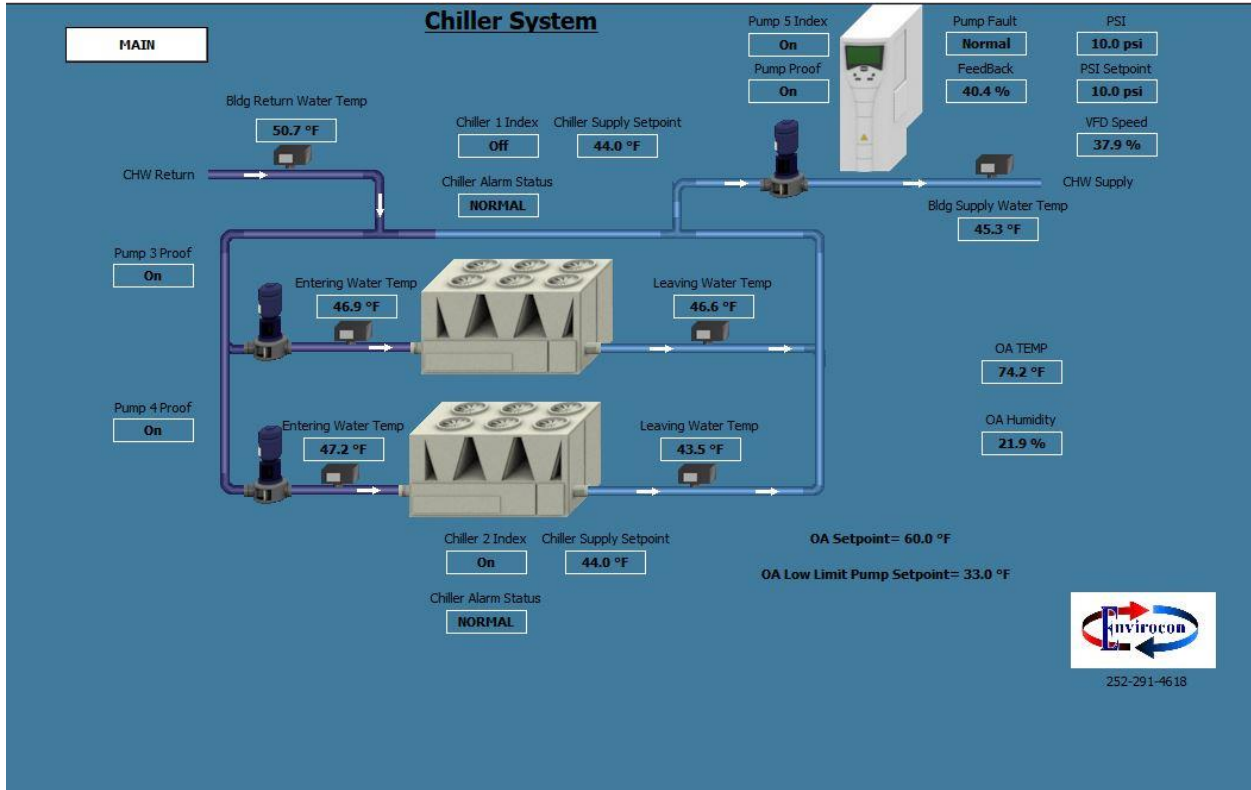 Chiller System
MAIN
Pump 5 Index
On
Pump Proof
On
Pump Fault
Normal
FeedBack
40.4 %
PSI
10.0 psi
PSI Setpoint
10.0 psi
VFD Speed
37.9 %
Bldg Return Water Temp
50.7 °F
Chiller 1 Index
Off
Chiller Supply Setpoint
44.0 °F
CHW Return
Chiller Alarm Status
NORMAL
CHW Supply
Bldg Supply Water Temp
45.3 °F
Pump 3 Proof
On
Entering Water Temp
46.9 °F
Leaving Water Temp
46.6 °F
OA TEMP
74.2 °F
Pump 4 Proof
On
Entering Water Temp
47.2 °F
Leaving Water Temp
43.5 °F
OA Humidity
21.9 %
Chiller 2 Index
On
Chiller Supply Setpoint
44.0 °F
OA Setpoint= 60.0 °F
OA Low Limit Pump Setpoint= 33.0 °F
Chiller Alarm Status
NORMAL
Envirocon
252-291-4618